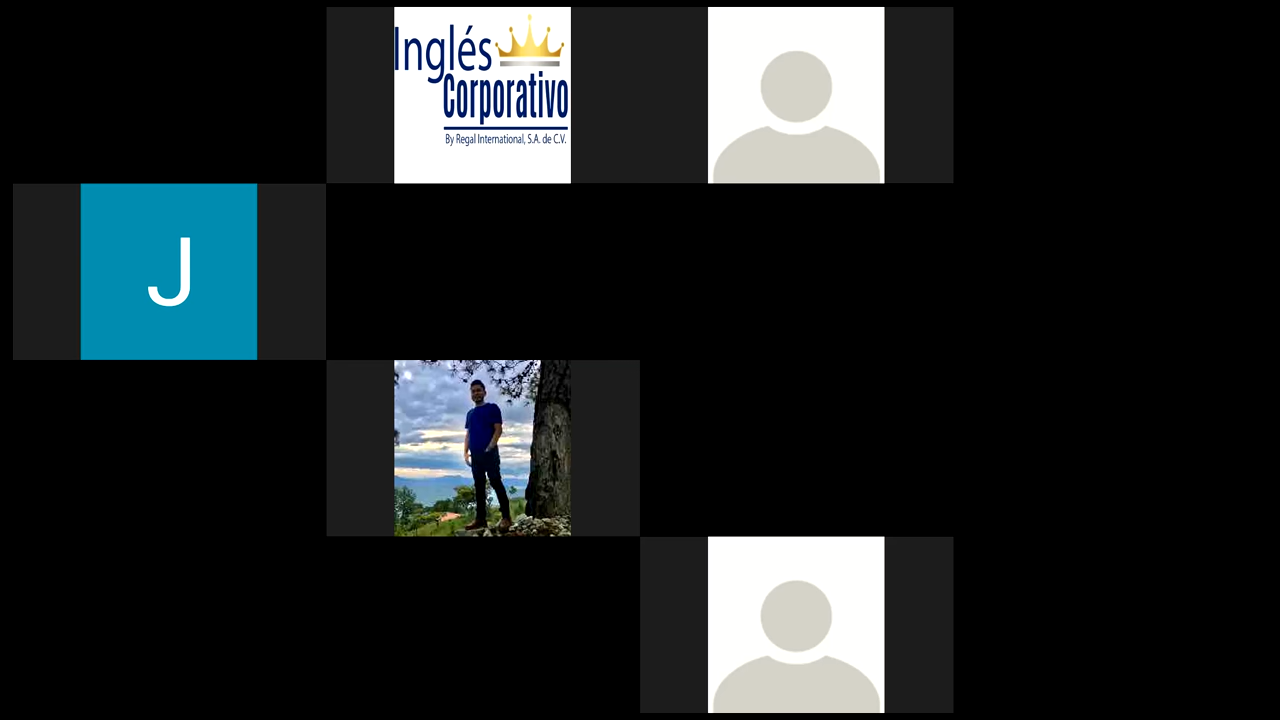 Inglés
Corporativo
By Regal International, S.A. de C.V.
J